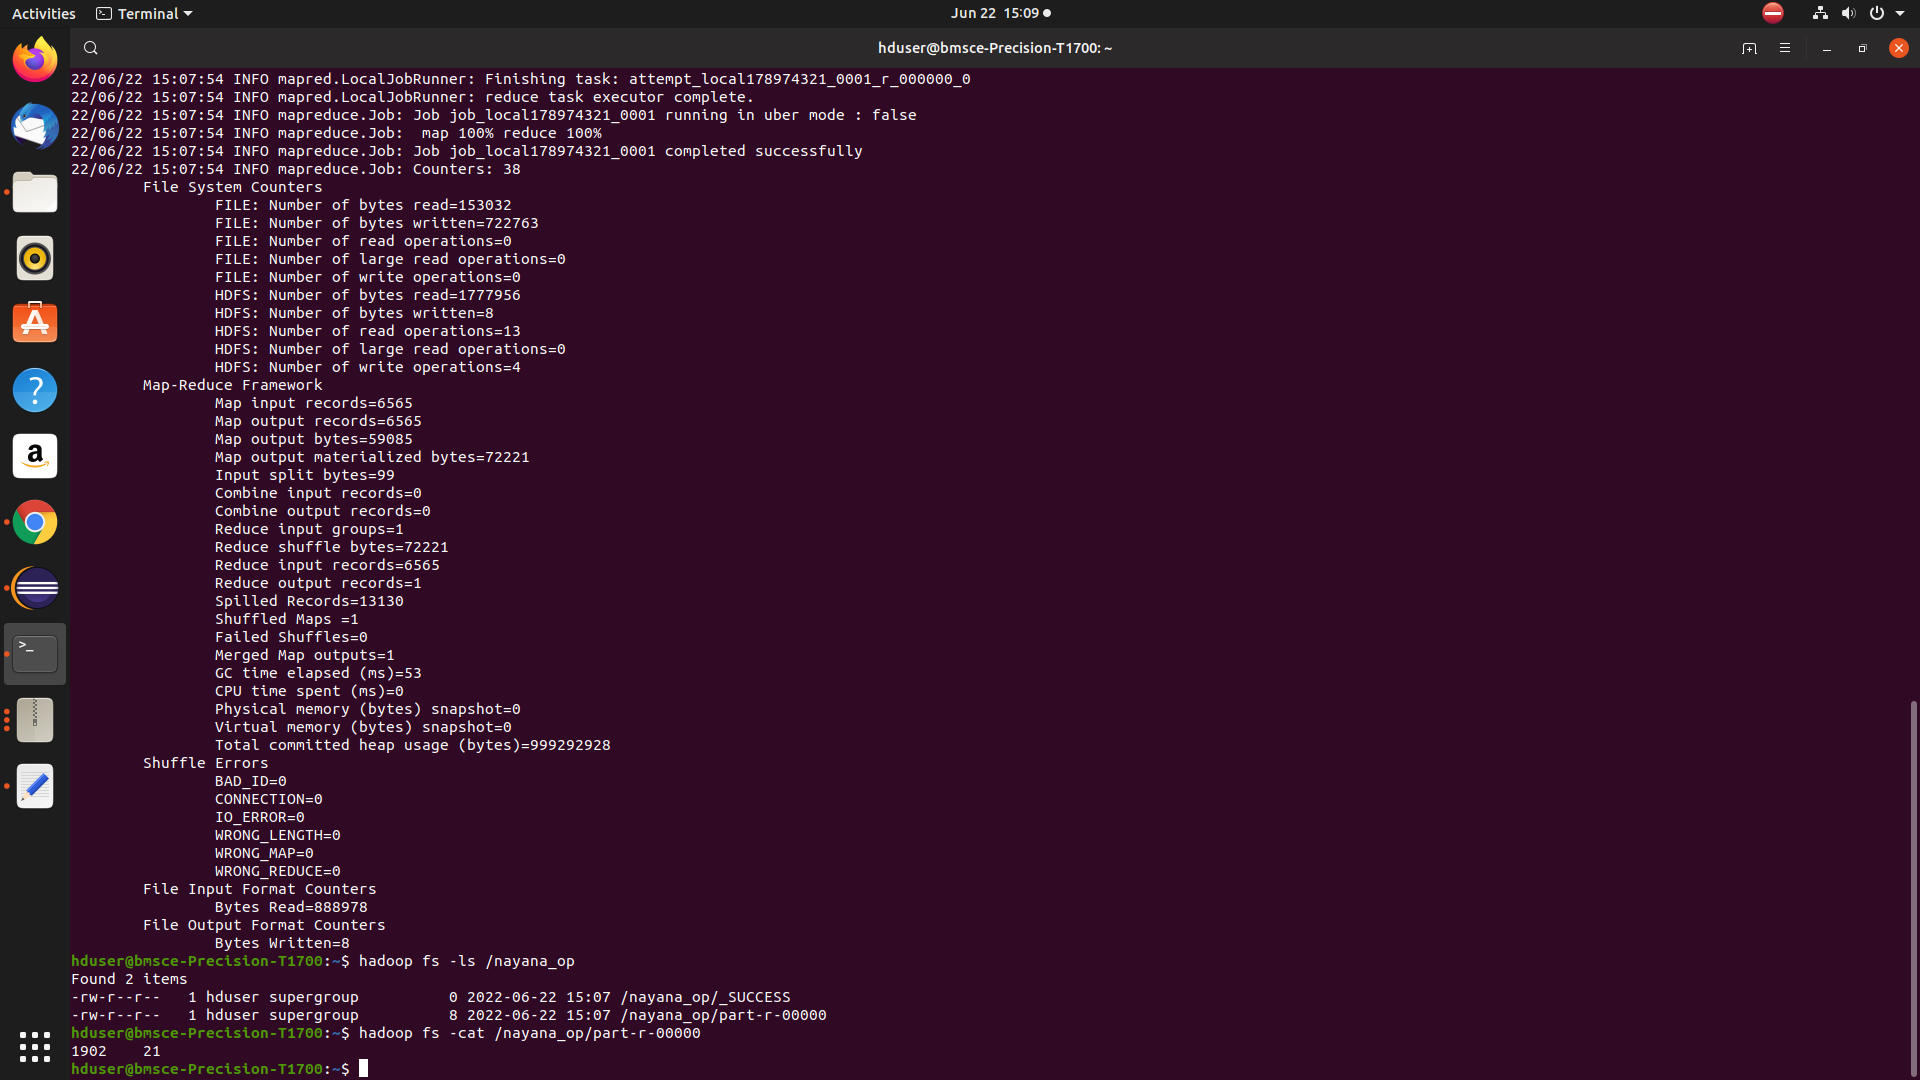 Activities
Terminal
Jun 22 15:09
hduser@bmsce-Precision-T1700: ~
22/06/22 15:07:54 INFO mapred.LocalJobRunner: Finishing task: attempt_local178974321_0001_r_000000_0
22/06/22 15:07:54 INFO mapred.LocalJobRunner: reduce task executor complete.
22/06/22 15:07:54 INFO mapreduce.Job: Job job_local178974321_0001 running in uber mode : false
22/06/22 15:07:54 INFO mapreduce.Job:  map 100% reduce 100%
22/06/22 15:07:54 INFO mapreduce.Job: Job job_local178974321_0001 completed successfully
22/06/22 15:07:54 INFO mapreduce.Job: Counters: 38
File System Counters
FILE: Number of bytes read=153032
FILE: Number of bytes written=722763
FILE: Number of read operations=0
FILE: Number of large read operations=0
FILE: Number of write operations=0
HDFS: Number of bytes read=1777956
HDFS: Number of bytes written=8
HDFS: Number of read operations=13
HDFS: Number of large read operations=0
HDFS: Number of write operations=4
Map-Reduce Framework
Map input records=6565
Map output records=6565
Map output bytes=59085
Map output materialized bytes=72221
Input split bytes=99
Combine input records=0
Combine output records=0
Reduce input groups=1
Reduce shuffle bytes=72221
Reduce input records=6565
Reduce output records=1
Spilled Records=13130
Shuffled Maps =1
Failed Shuffles=0
Merged Map outputs=1
GC time elapsed (ms)=53
CPU time spent (ms)=0
Physical memory (bytes) snapshot=0
Virtual memory (bytes) snapshot=0
Total committed heap usage (bytes)=999292928
Shuffle Errors
BAD_ID=0
CONNECTION=0
IO_ERROR=0
WRONG_LENGTH=0
WRONG_MAP=0
WRONG_REDUCE=0
File Input Format Counters
Bytes Read=888978
File Output Format Counters
Bytes Written=8
hduser@bmsce-Precision-T1700:~$ hadoop fs -ls /nayana_op
Found 2 items
-rw-r--r--   1 hduser supergroup          0 2022-06-22 15:07 /nayana_op/_SUCCESS
-rw-r--r--   1 hduser supergroup          8 2022-06-22 15:07 /nayana_op/part-r-00000
hduser@bmsce-Precision-T1700:~$ hadoop fs -cat /nayana_op/part-r-00000
1902    21
hduser@bmsce-Precision-T1700:~$